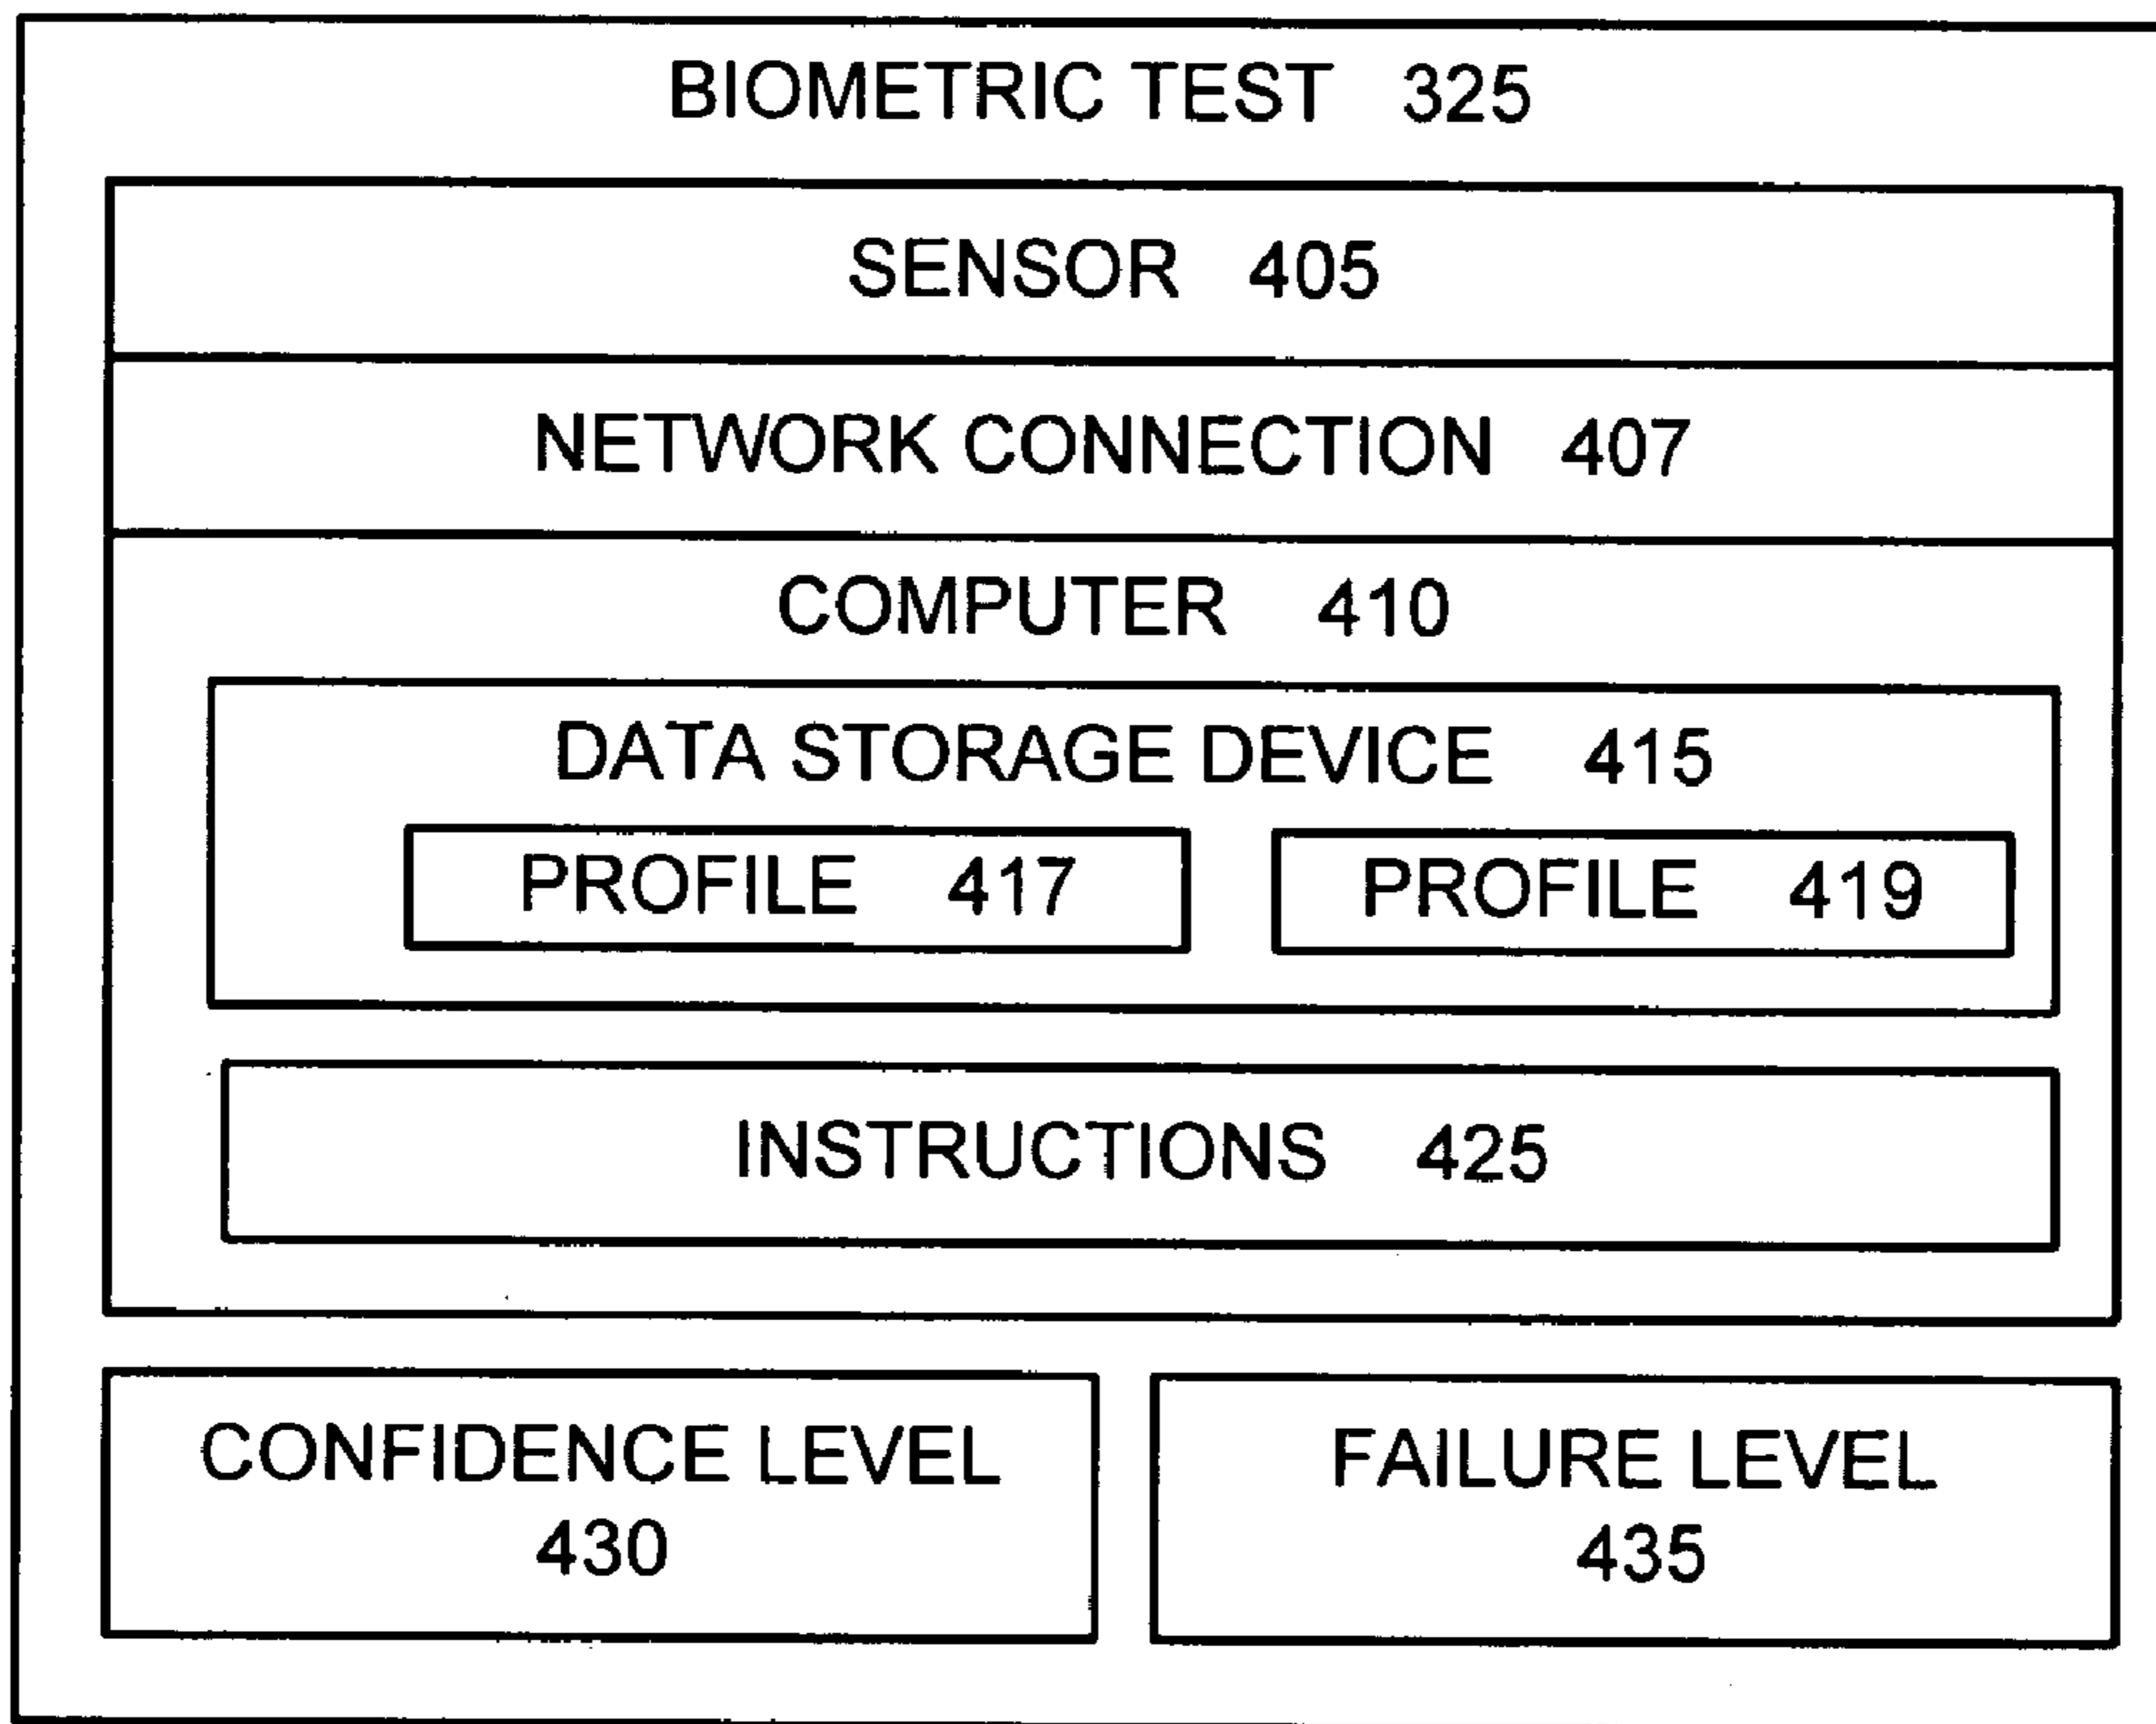 BIOMETRIC TEST 325
SENSOR 405
NETWORK CONNECTION 407
COMPUTER 410
DATA STORAGE DEVICE 415
PROFILE 417
PROFILE 419
INSTRUCTIONS 425
CONFIDENCE LEVEL
430
FAILURE LEVEL
435